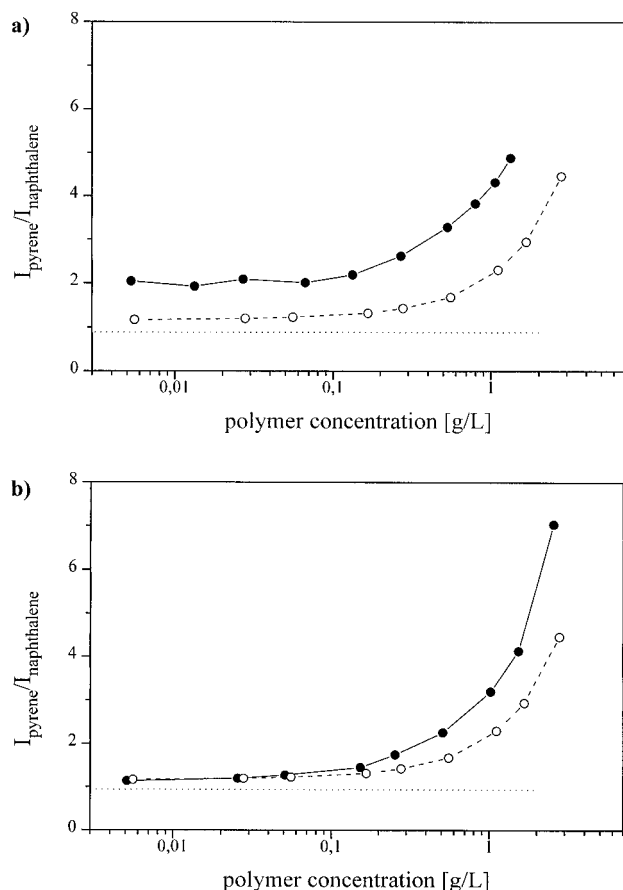 a)
8
6
4
2
0
I_pyrene/I_naphthalene
0,01
0,1
1
polymer concentration [g/L]
b)
8
6
4
2
0
I_pyrene/I_naphthalene
0,01
0,1
1
polymer concentration [g/L]